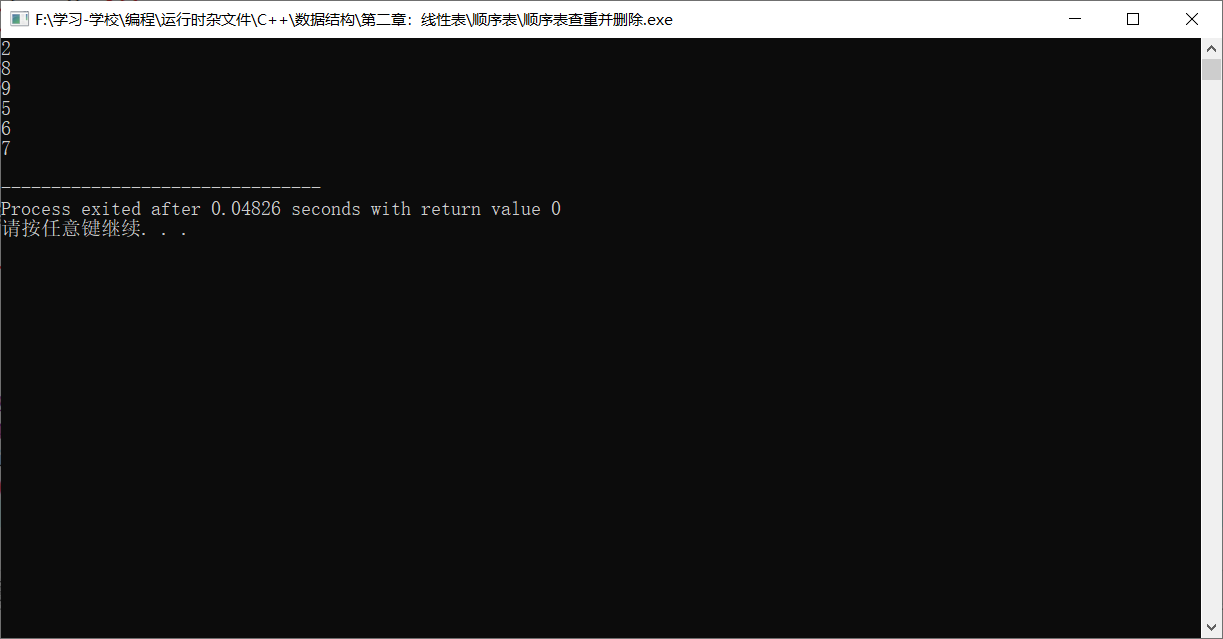 F:\学习-学校\编程\运行时杂文件\C++\数据结构\第二章：线性表\顺序表\顺序表查重并删除.exe
2
8
9
5
6
7
--------------------------------
Process exited after 0.04826 seconds with return value 0
请按任意键继续. . .